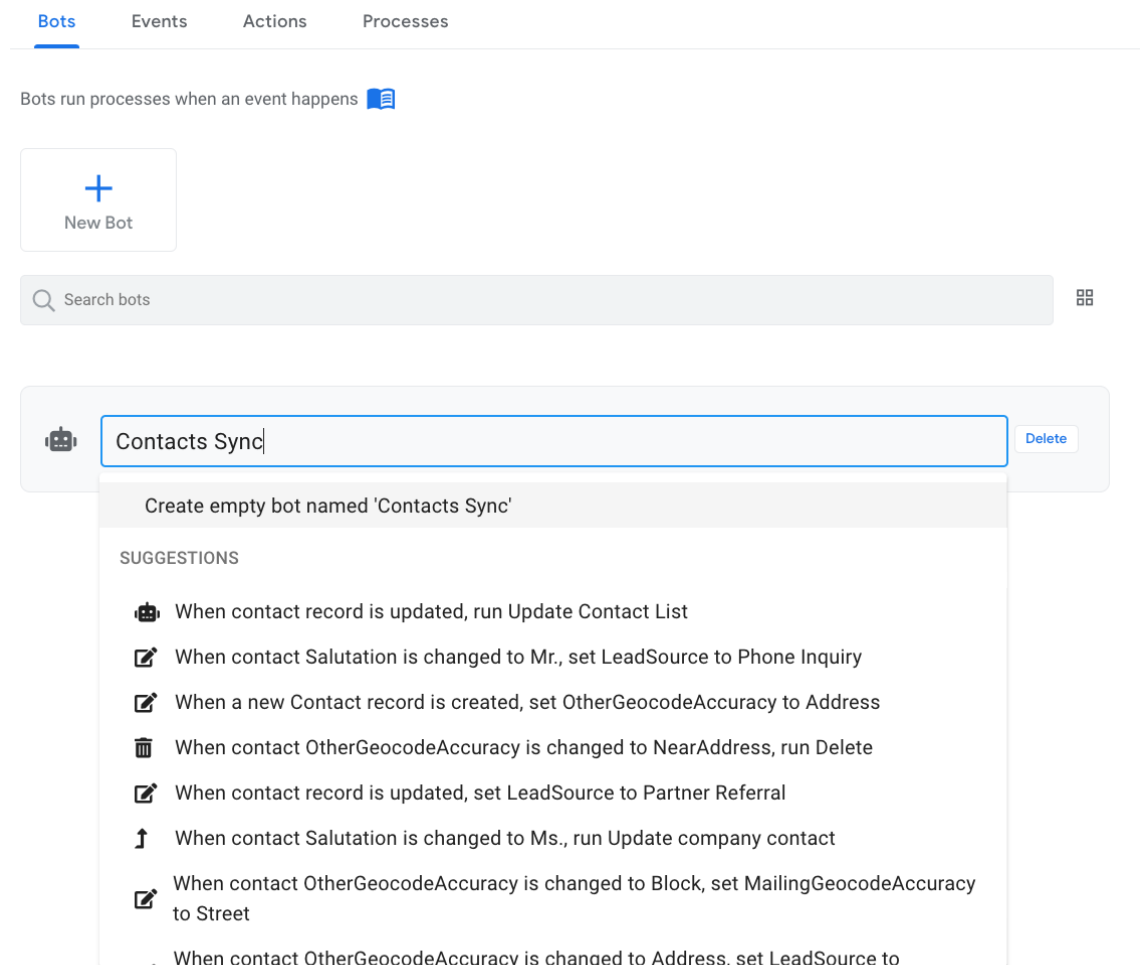 Bots Events Actions Processes
Bots run processes when an event happens
New Bot
Search bots
Contacts Sync
Delete
Create empty bot named 'Contacts Sync'
SUGGESTIONS
When contact record is updated, run Update Contact List
When contact Salutation is changed to Mr., set LeadSource to Phone Inquiry
When a new Contact record is created, set OtherGeocodeAccuracy to Address
When contact OtherGeocodeAccuracy is changed to NearAddress, run Delete
When contact record is updated, set LeadSource to Partner Referral
When contact Salutation is changed to Ms., run Update company contact
When contact OtherGeocodeAccuracy is changed to Block, set MailingGeocodeAccuracy
to Street
When contact OtherGeocodeAccuracy is changed to Address, set LeadSource to